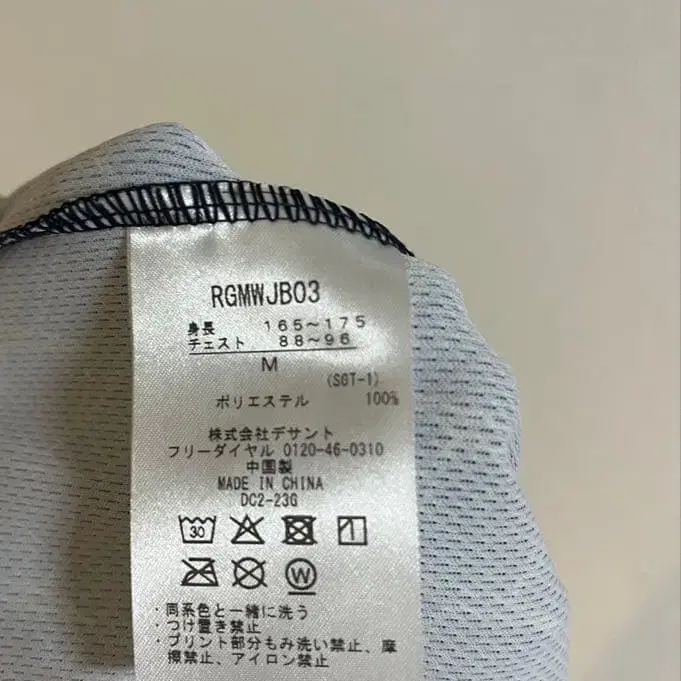 RGMWJB03
身長 165~175
チェスト 88~96
M
(SGT-1)
ポリエステル 100%
株式会社デサント
フリーダイヤル 0120-46-0310
中国製
MADE IN CHINA
DC2-23G
30
W
・同系色と一緒に洗う
・つけ置き禁止
・プリント部分もみ洗い禁止、摩
擦禁止、アイロン禁止